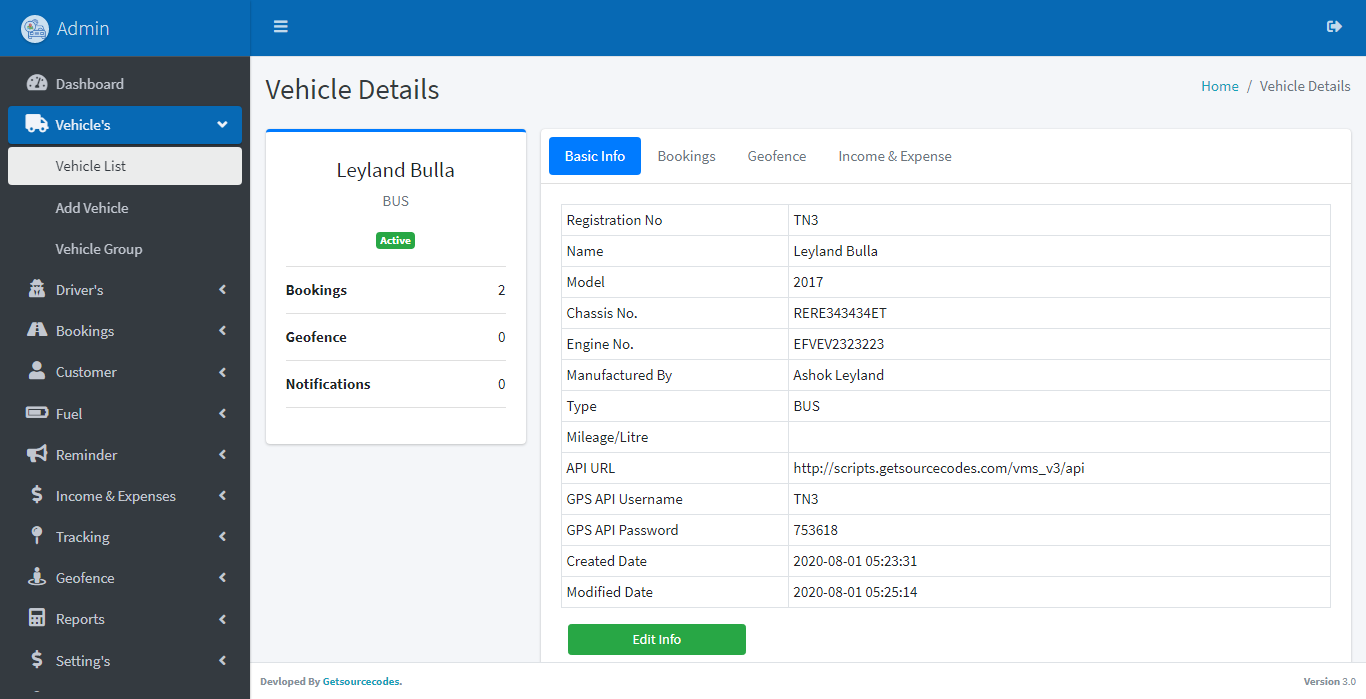 Admin
Dashboard
Vehicle's
Vehicle List
Add Vehicle
Vehicle Group
Driver's
Bookings
Customer
Fuel
Reminder
Income & Expenses
Tracking
Geofence
Reports
Setting's
Vehicle Details
Home / Vehicle Details
Leyland Bulla
BUS
Active
Bookings 2
Geofence 0
Notifications 0
Basic Info Bookings Geofence Income & Expense
Registration No TN3
Name Leyland Bulla
Model 2017
Chassis No. RERE343434ET
Engine No. EFVEV2323223
Manufactured By Ashok Leyland
Type BUS
Mileage/Litre
API URL http://scripts.getsourcecodes.com/vms_v3/api
GPS API Username TN3
GPS API Password 753618
Created Date 2020-08-01 05:23:31
Modified Date 2020-08-01 05:25:14
Edit Info
Devloped By Getsourcecodes.
Version 3.0